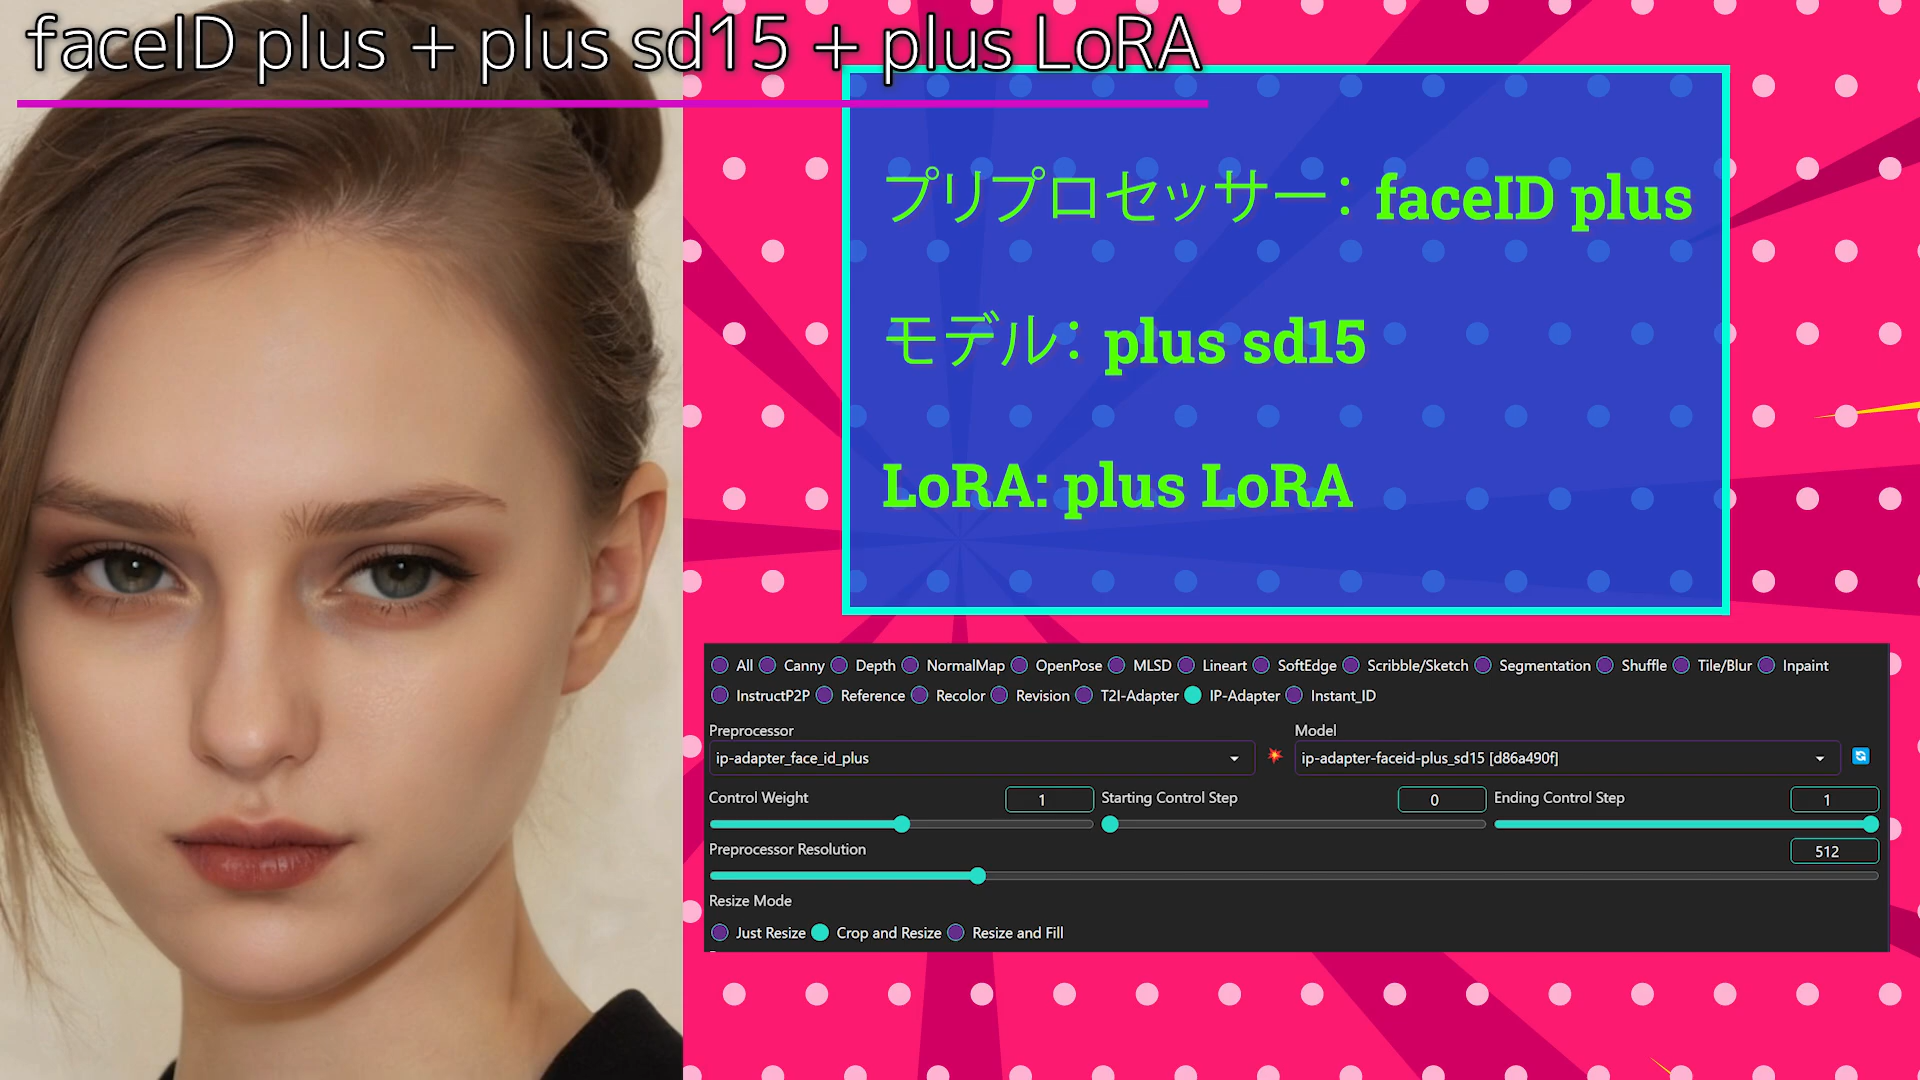 faceID plus + plus sd15 + plus LoRA
プリプロセッサー: faceID plus
モデル: plus sd15
LoRA: plus LoRA
All Canny Depth NormalMap OpenPose MLSD Lineart SoftEdge Scribble/Sketch Segmentation Shuffle Tile/Blur Inpaint
InstructP2P Reference Recolor Revision T2I-Adapter IP-Adapter Instant_ID
Preprocessor Model
ip-adapter_face_id_plus ip-adapter-faceid-plus_sd15 [d86a490f]
Control Weight 1 Starting Control Step 0 Ending Control Step 1
Preprocessor Resolution 512
Resize Mode
Just Resize Crop and Resize Resize and Fill